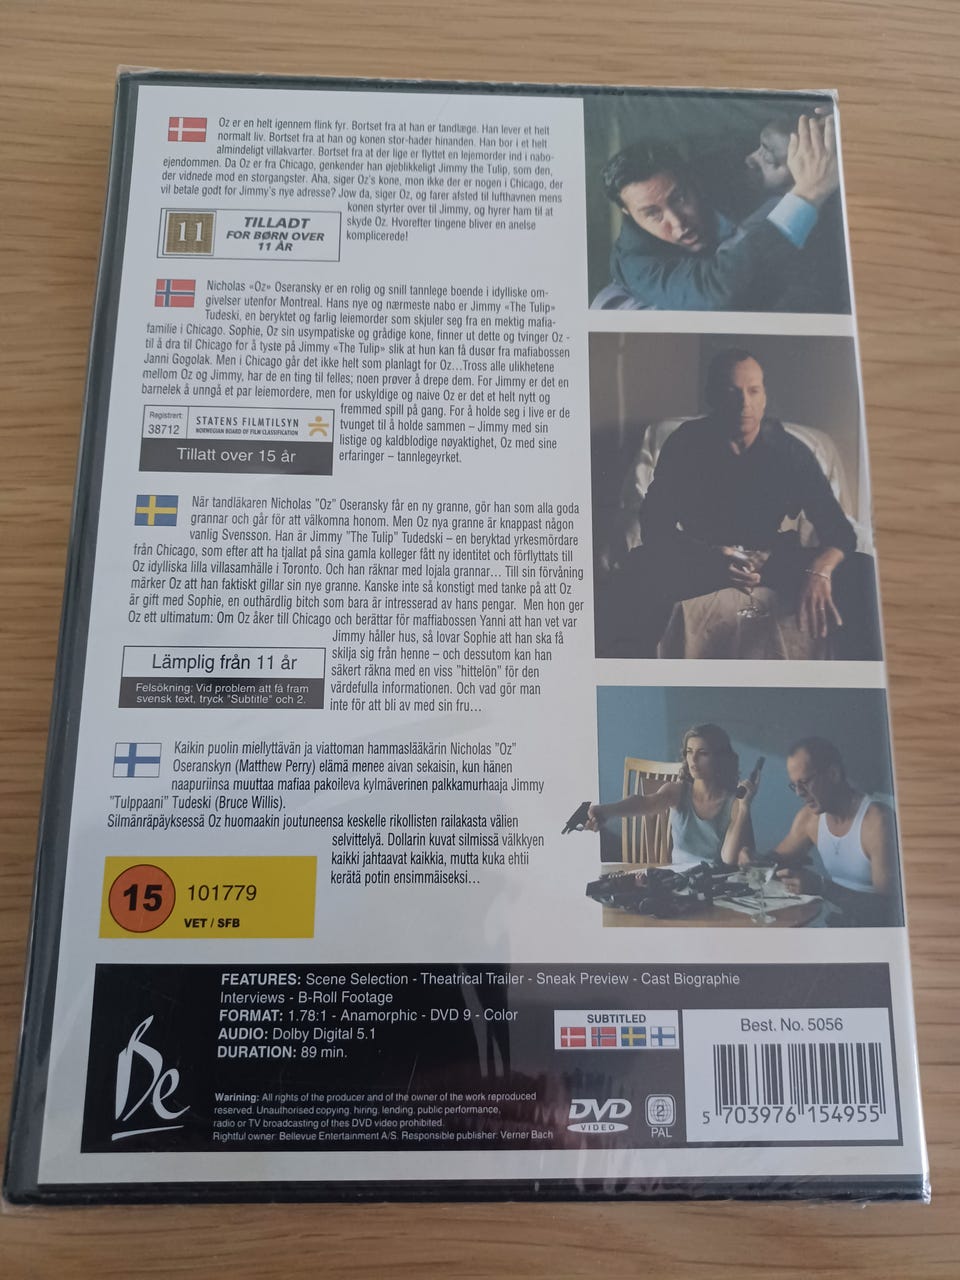 Oz er en helt igennem flink fyr. Bortset fra at han er tandlæge. Han lever et helt
normalt liv. Bortset fra at han og konen stor-hader hinanden. Han bor i et helt
almindeligt villakvarter. Bortset fra at der lige er flyttet en lejemorder ind i nabo-
ejendommen. Da Oz er fra Chicago, genkender han øjeblikkeligt Jimmy the Tulip, som den,
der vidnede mod en storgangster. Aha, siger Oz's kone, mon ikke der er nogen i Chicago, der
vil betale godt for Jimmy's nye adresse? Jow da, siger Oz, og farer afsted til lufthavnen mens
konen styrter over til Jimmy, og hyrer ham til at
skyde Oz. Hvorefter tingene bliver en anelse
komplicerede!
11
TILLADT
FOR BØRN OVER
11 ÅR
Nicholas «Oz» Oseransky er en rolig og snill tannlege boende i idylliske om-
givelser utenfor Montreal. Hans nye og nærmeste nabo er Jimmy «The Tulip»
Tudeski, en beryktet og farlig leiemorder som skjuler seg fra en mektig mafia-
familie i Chicago. Sophie, Oz sin usympatiske og grådige kone, finner ut dette og tvinger Oz -
til å dra til Chicago for å tyste på Jimmy «The Tulip» slik at hun kan få dusør fra mafiabossen
Janni Gogolak. Men i Chicago går det ikke helt som planlagt for Oz...Tross alle ulikhetene
mellom Oz og Jimmy, har de en ting til felles; noen prøver å drepe dem. For Jimmy er det en
barnelek å unngå et par leiemordere, men for uskyldige og naive Oz er det et helt nytt og
fremmed spill på gang. For å holde seg i live er de
tvunget til å holde sammen – Jimmy med sin
listige og kaldblodige nøyaktighet, Oz med sine
erfaringer – tannlegeyrket.
Registrert
38712
STATENS FILMTILSYN
NORWEGIAN BOARD OF FILM CLASSIFICATION
Tillatt over 15 år
När tandläkaren Nicholas "Oz" Oseransky får en ny granne, gör han som alla goda
grannar och går för att välkomna honom. Men Oz nya granne är knappast någon
vanlig Svensson. Han är Jimmy "The Tulip" Tudedski – en beryktad yrkesmördare
från Chicago, som efter att ha tjallat på sina gamla kolleger fått ny identitet och förflyttats till
Oz idylliska lilla villasamhälle i Toronto. Och han räknar med lojala grannar... Till sin förvåning
märker Oz att han faktiskt gillar sin nye granne. Kanske inte så konstigt med tanke på att Oz
är gift med Sophie, en outhärdlig bitch som bara är intresserad av hans pengar. Men hon ger
Oz ett ultimatum: Om Oz åker till Chicago och berättar för maffiabossen Yanni att han vet var
Jimmy håller hus, så lovar Sophie att han ska få
skilja sig från henne – och dessutom kan han
säkert räkna med en viss "hittelön" för den
värdefulla informationen. Och vad gör man
inte för att bli av med sin fru...
Lämplig från 11 år
Felsökning: Vid problem att få fram
svensk text, tryck "Subtitle" och 2.
Kaikin puolin miellyttävän ja viattoman hammaslääkärin Nicholas "Oz"
Oseranskyn (Matthew Perry) elämä menee aivan sekaisin, kun hänen
naapuriinsa muuttaa mafiaa pakoileva kylmäverinen palkkamurhaaja Jimmy
"Tulppaani" Tudeski (Bruce Willis).
Silmänräpäyksessä Oz huomaakin joutuneensa keskelle rikollisten railakasta välien
selvittelyä. Dollarin kuvat silmissä välkkyen
kaikki jahtaavat kaikkia, mutta kuka ehtii
kerätä potin ensimmäiseksi...
15
101779
VET / SFB
FEATURES: Scene Selection - Theatrical Trailer - Sneak Preview - Cast Biographie
Interviews - B-Roll Footage
FORMAT: 1.78:1 - Anamorphic - DVD 9 - Color
AUDIO: Dolby Digital 5.1
DURATION: 89 min.
SUBTITLED
Be
Warining: All rights of the producer and of the owner of the work reproduced
reserved. Unauthorised copying, hiring, lending, public performance,
radio or TV broadcasting of thes DVD video prohibited.
Rightful owner: Bellevue Entertainment A/S. Responsible publisher: Verner Bach
DVD
VIDEO
2
PAL
Best. No. 5056
5 703976 154955